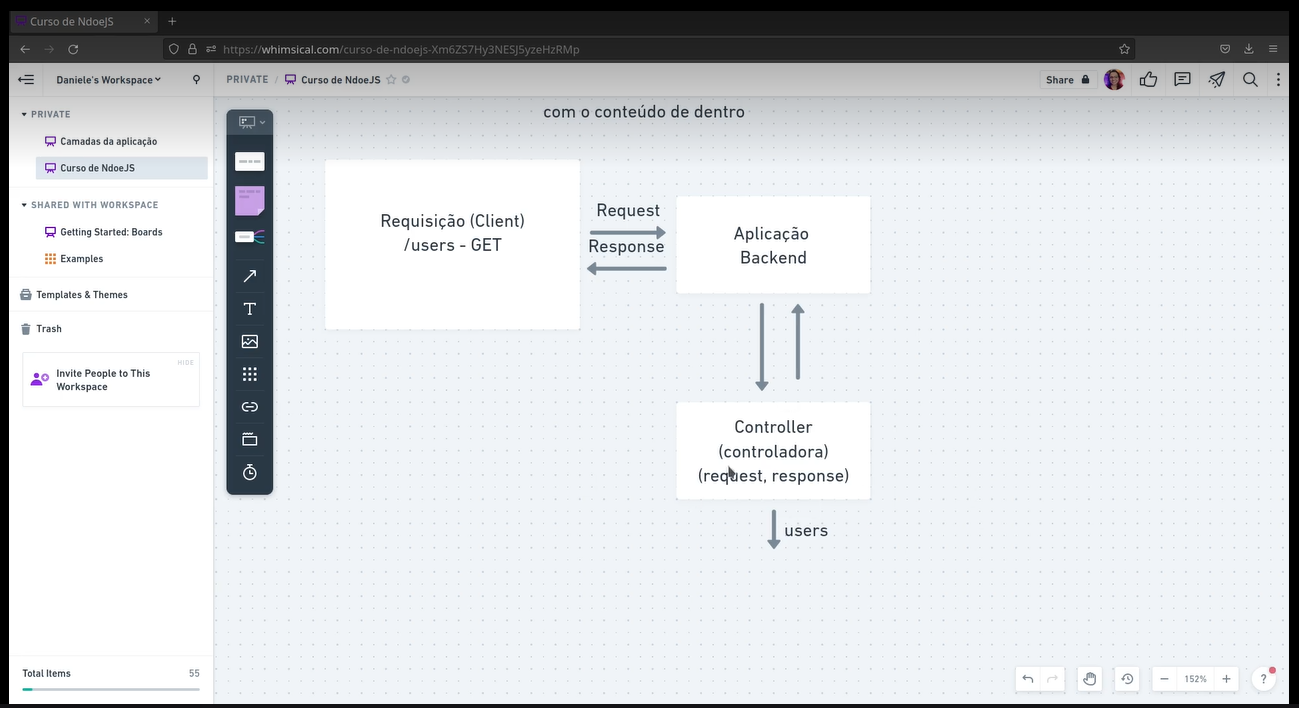 Curso de NdoeJS
https://whimsical.com/curso-de-ndoejs-Xm6ZS7Hy3NESJ5yzeHzRMp
Daniele's Workspace
PRIVATE / Curso de NdoeJS
Share
PRIVATE
Camadas da aplicação
Curso de NdoeJS
SHARED WITH WORKSPACE
Getting Started: Boards
Examples
Templates & Themes
Trash
HIDE
Invite People to This
Workspace
Total Items 55
com o conteúdo de dentro
Requisição (Client)
/users - GET
Request
Response
Aplicação
Backend
Controller
(controladora)
(request, response)
users
152%
?